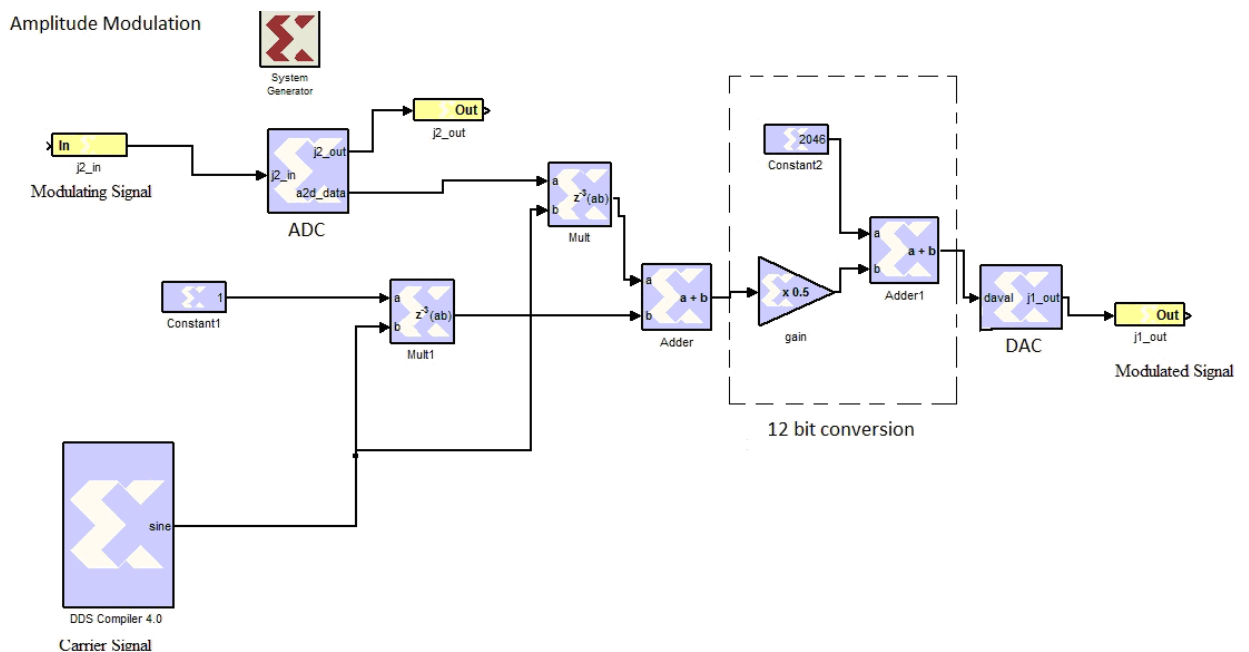 Amplitude Modulation
System
Generator
In
j2_in
Modulating Signal
j2_in
j2_out
a2d_data
ADC
Out
j2_out
a
b
z⁻³(ab)
Mult
1
Constant1
a
b
z⁻³(ab)
Mult1
a
b
a + b
Adder
x 0.5
gain
2046
Constant2
a
b
a + b
Adder1
12 bit conversion
daval
j1_out
DAC
Out
j1_out
Modulated Signal
sine
DDS Compiler 4.0
Carrier Signal